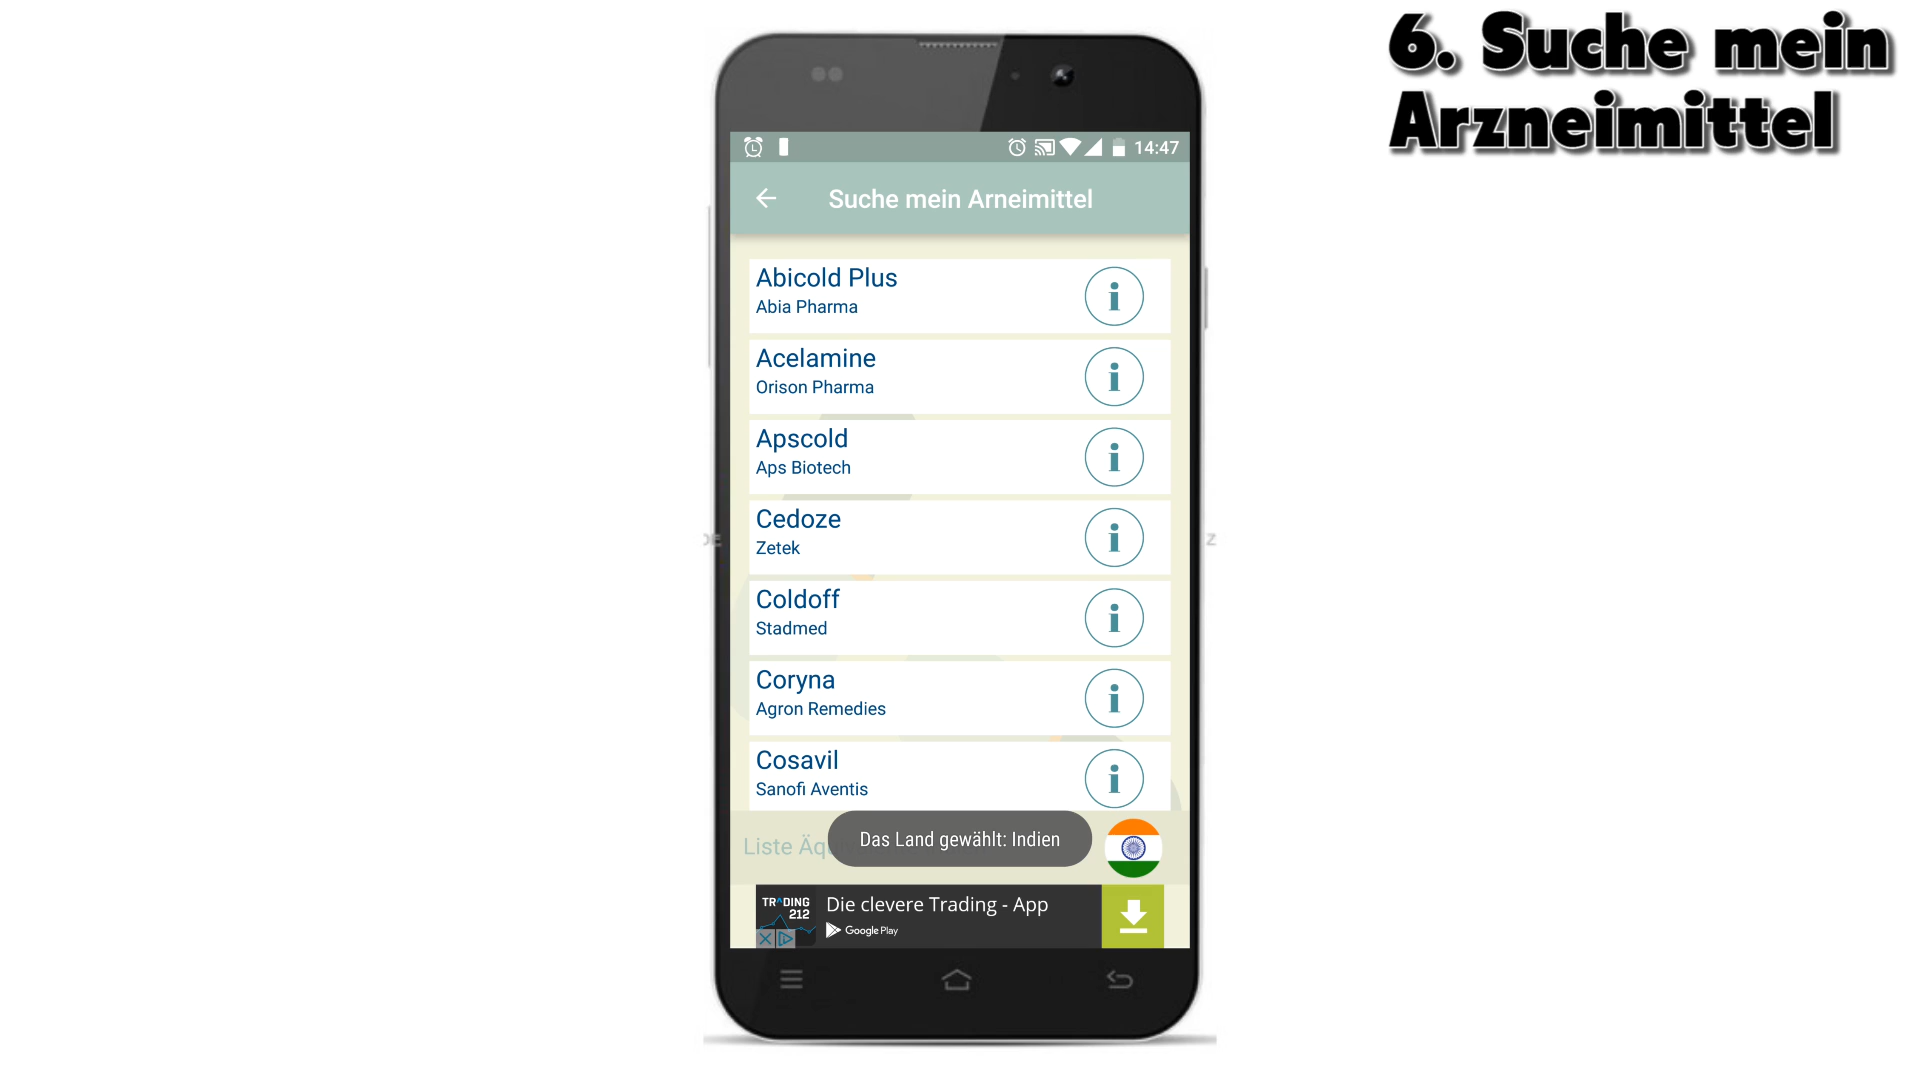 6. Suche mein
Arzneimittel
14:47
Suche mein Arneimittel
Abicold Plus
Abia Pharma
Acelamine
Orison Pharma
Apscold
Aps Biotech
Cedoze
Zetek
Coldoff
Stadmed
Coryna
Agron Remedies
Cosavil
Sanofi Aventis
Liste Äq
Das Land gewählt: Indien
TRADING
212
Die clevere Trading - App
Google Play